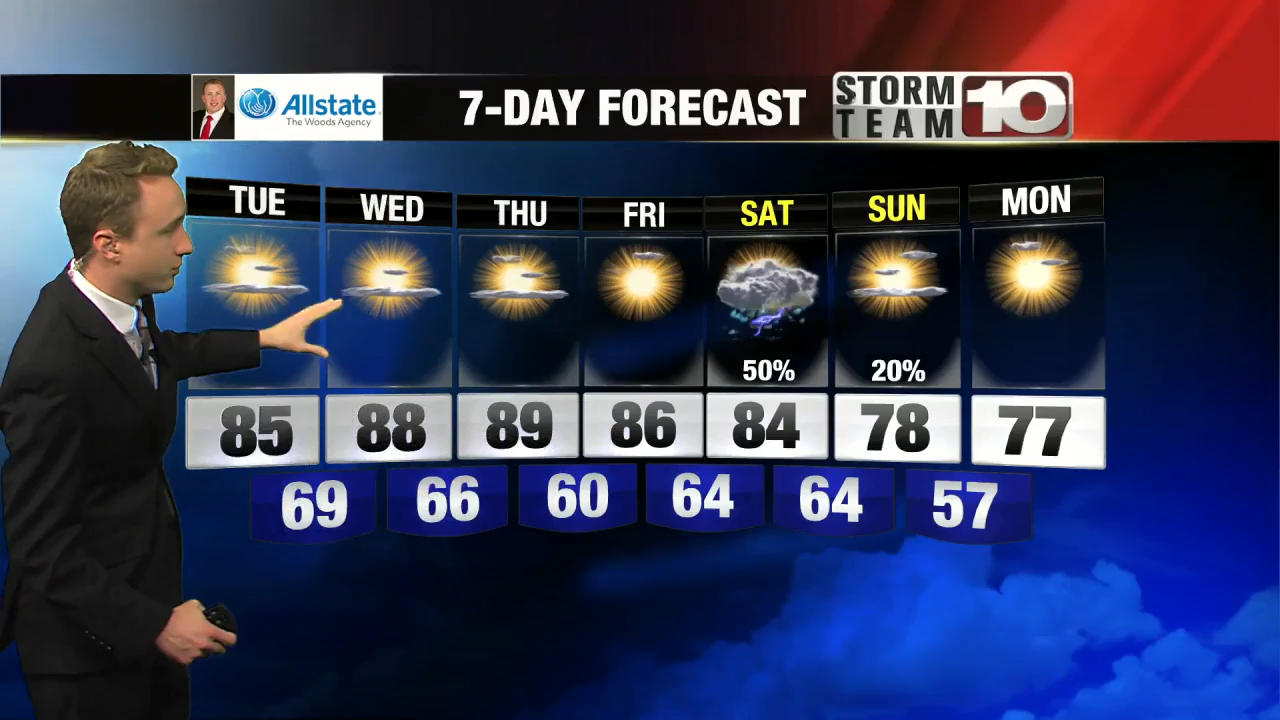 Allstate
The Woods Agency
7-DAY FORECAST
STORM
TEAM
10
TUE WED THU FRI SAT SUN MON
50% 20%
85 88 89 86 84 78 77
69 66 60 64 64 57